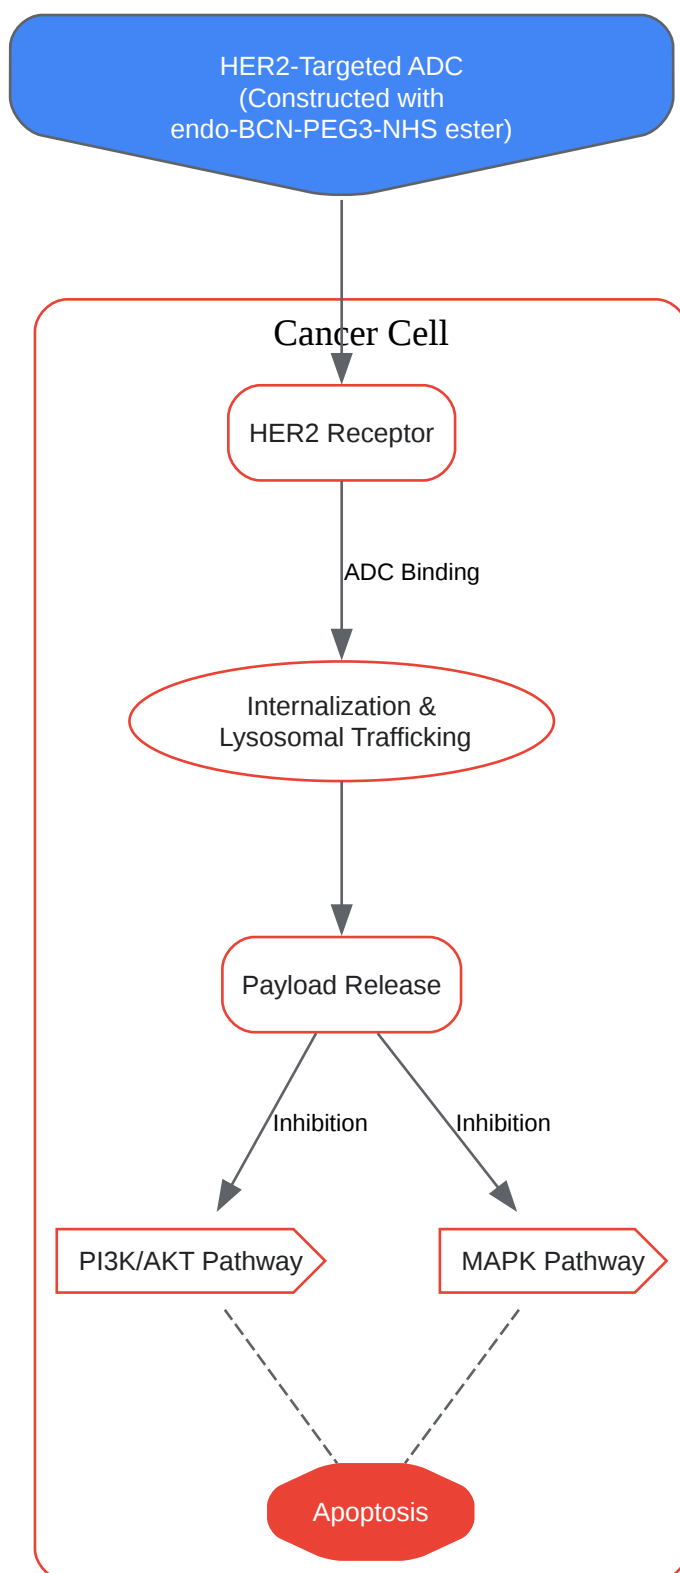 HER2-Targeted ADC
(Constructed with
endo-BCN-PEG3-NHS ester)
Cancer Cell
HER2 Receptor
ADC Binding
Internalization &
Lysosomal Trafficking
Payload Release
Inhibition
Inhibition
PI3K/AKT Pathway
MAPK Pathway
Apoptosis